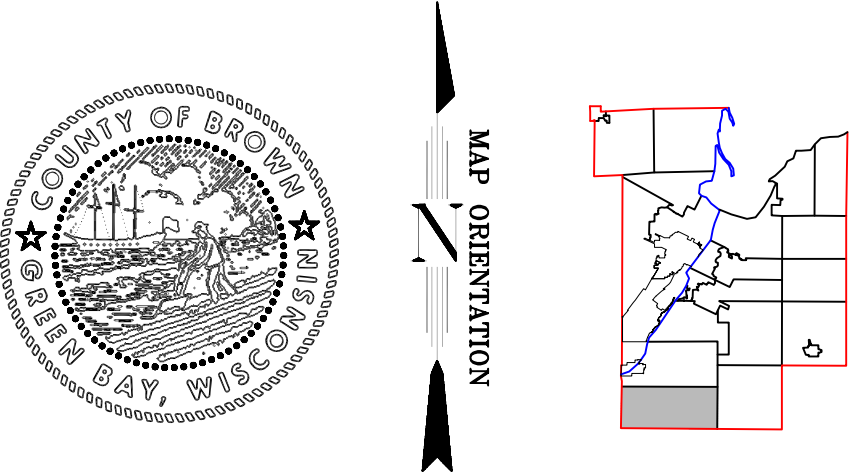 COUNTY OF BROWN
GREEN BAY, WISCONSIN
N
MAP ORIENTATION